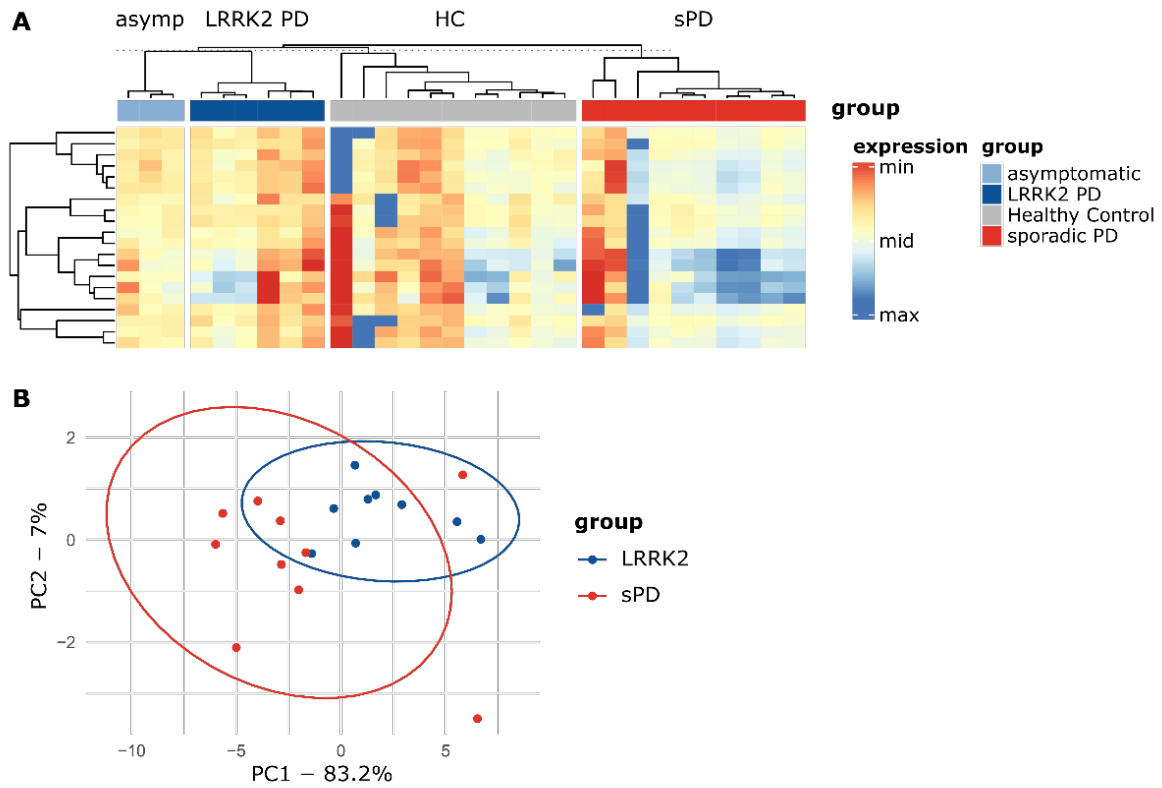 A
asymp LRRK2 PD HC sPD
group
expression group
min
mid
max
asymptomatic
LRRK2 PD
Healthy Control
sporadic PD
B
2
0
−2
PC2 − 7%
−10 −5 0 5
PC1 − 83.2%
group
LRRK2
sPD